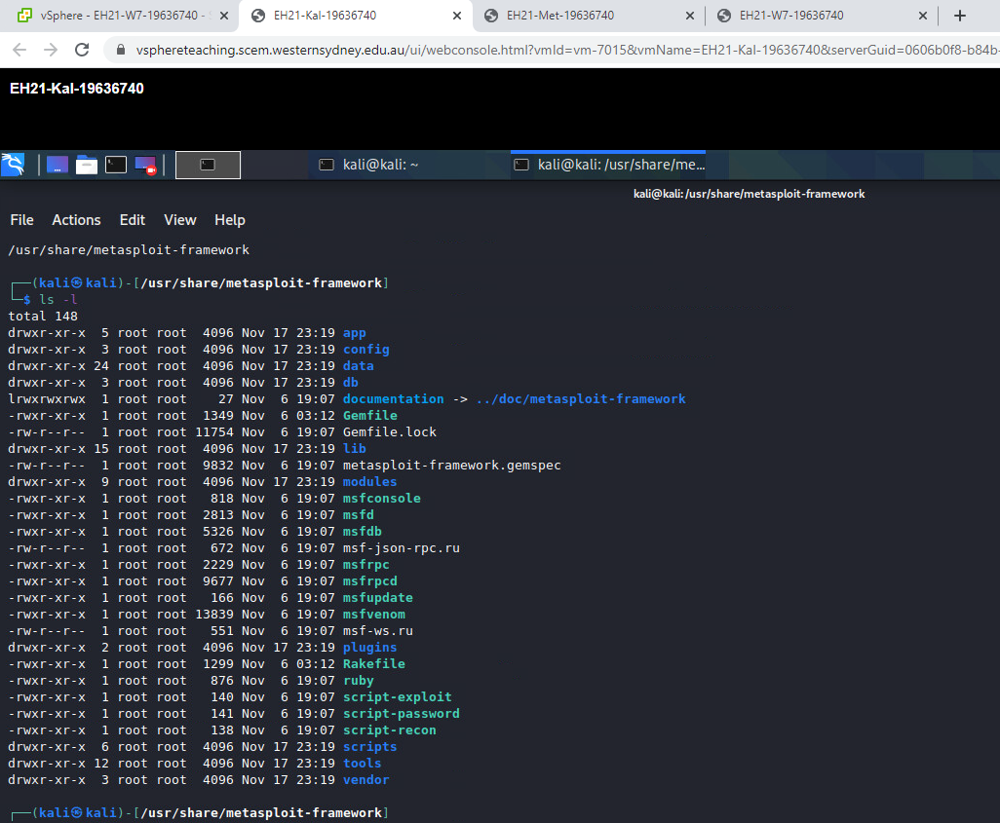 vSphere - EH21-W7-19636740 -
EH21-Kal-19636740
EH21-Met-19636740
EH21-W7-19636740
vsphereteaching.scem.westernsydney.edu.au/ui/webconsole.html?vmId=vm-7015&vmName=EH21-Kal-19636740&serverGuid=0606b0f8-b84b-
EH21-Kal-19636740
kali@kali: ~
kali@kali: /usr/share/me...
kali@kali: /usr/share/metasploit-framework
File Actions Edit View Help
/usr/share/metasploit-framework
┌──(kali㉿kali)-[/usr/share/metasploit-framework]
└─$ ls -l
total 148
drwxr-xr-x  5 root root  4096 Nov 17 23:19 app
drwxr-xr-x  3 root root  4096 Nov 17 23:19 config
drwxr-xr-x 24 root root  4096 Nov 17 23:19 data
drwxr-xr-x  3 root root  4096 Nov 17 23:19 db
lrwxrwxrwx  1 root root    27 Nov  6 19:07 documentation -> ../doc/metasploit-framework
-rwxr-xr-x  1 root root  1349 Nov  6 03:12 Gemfile
-rw-r--r--  1 root root 11754 Nov  6 19:07 Gemfile.lock
drwxr-xr-x 15 root root  4096 Nov 17 23:19 lib
-rw-r--r--  1 root root  9832 Nov  6 19:07 metasploit-framework.gemspec
drwxr-xr-x  9 root root  4096 Nov 17 23:19 modules
-rwxr-xr-x  1 root root   818 Nov  6 19:07 msfconsole
-rwxr-xr-x  1 root root  2813 Nov  6 19:07 msfd
-rwxr-xr-x  1 root root  5326 Nov  6 19:07 msfdb
-rw-r--r--  1 root root   672 Nov  6 19:07 msf-json-rpc.ru
-rwxr-xr-x  1 root root  2229 Nov  6 19:07 msfrpc
-rwxr-xr-x  1 root root  9677 Nov  6 19:07 msfrpcd
-rwxr-xr-x  1 root root   166 Nov  6 19:07 msfupdate
-rwxr-xr-x  1 root root 13839 Nov  6 19:07 msfvenom
-rw-r--r--  1 root root   551 Nov  6 19:07 msf-ws.ru
drwxr-xr-x  2 root root  4096 Nov 17 23:19 plugins
-rwxr-xr-x  1 root root  1299 Nov  6 03:12 Rakefile
-rwxr-xr-x  1 root root   876 Nov  6 19:07 ruby
-rwxr-xr-x  1 root root   140 Nov  6 19:07 script-exploit
-rwxr-xr-x  1 root root   141 Nov  6 19:07 script-password
-rwxr-xr-x  1 root root   138 Nov  6 19:07 script-recon
drwxr-xr-x  6 root root  4096 Nov 17 23:19 scripts
drwxr-xr-x 12 root root  4096 Nov 17 23:19 tools
drwxr-xr-x  3 root root  4096 Nov 17 23:19 vendor
┌──(kali㉿kali)-[/usr/share/metasploit-framework]